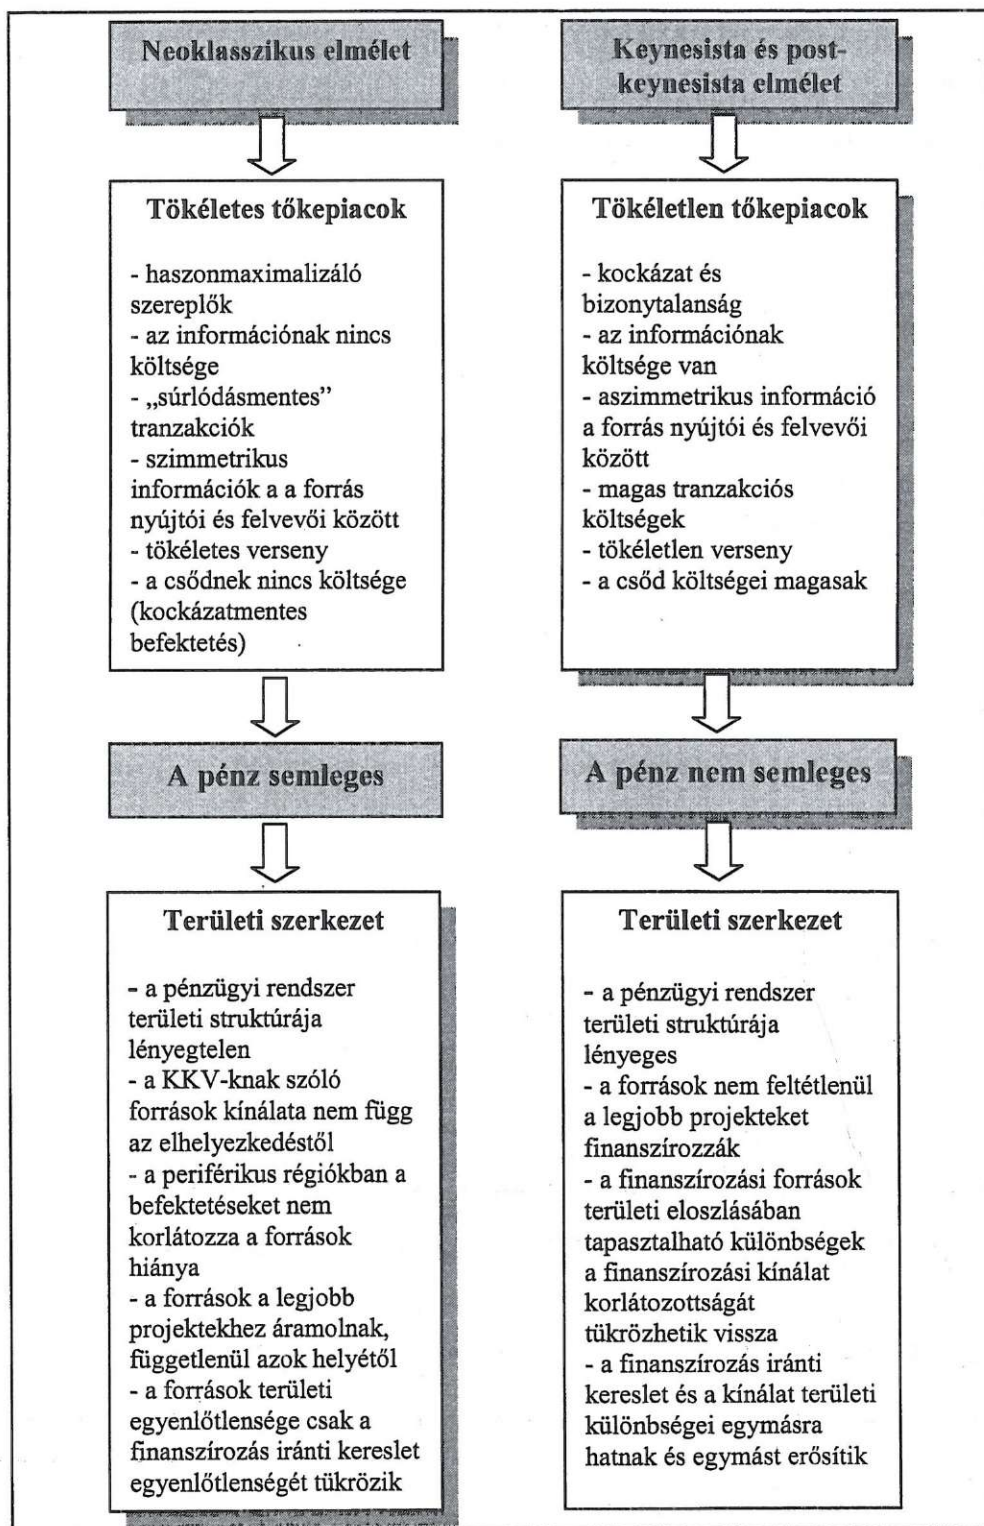 Neoklasszikus elmélet
Tökéletes tőkepiacok
- haszonmaximalizáló
szereplők
- az információnak nincs
költsége
- „súrlódásmentes”
tranzakciók
- szimmetrikus
információk a a forrás
nyújtói és felvevői között
- tökéletes verseny
- a csődnek nincs költsége
(kockázatmentes
befektetés)
A pénz semleges
Területi szerkezet
- a pénzügyi rendszer
területi struktúrája
lényegtelen
- a KKV-knak szóló
források kínálata nem függ
az elhelyezkedéstől
- a periférikus régiókban a
befektetéseket nem
korlátozza a források
hiánya
- a források a legjobb
projektekhez áramolnak,
függetlenül azok helyétől
- a források területi
egyenlőtlensége csak a
finanszírozás iránti kereslet
egyenlőtlenségét tükrözik
Keynesista és post-
keynesista elmélet
Tökéletlen tőkepiacok
- kockázat és
bizonytalanság
- az információnak
költsége van
- aszimmetrikus információ
a forrás nyújtói és felvevői
között
- magas tranzakciós
költségek
- tökéletlen verseny
- a csőd költségei magasak
A pénz nem semleges
Területi szerkezet
- a pénzügyi rendszer
területi struktúrája
lényeges
- a források nem feltétlenül
a legjobb projekteket
finanszírozzák
- a finanszírozási források
területi eloszlásában
tapasztalható különbségek
a finanszírozási kínálat
korlátozottságát
tükrözhetik vissza
- a finanszírozás iránti
kereslet és a kínálat területi
különbségei egymásra
hatnak és egymást erősítik